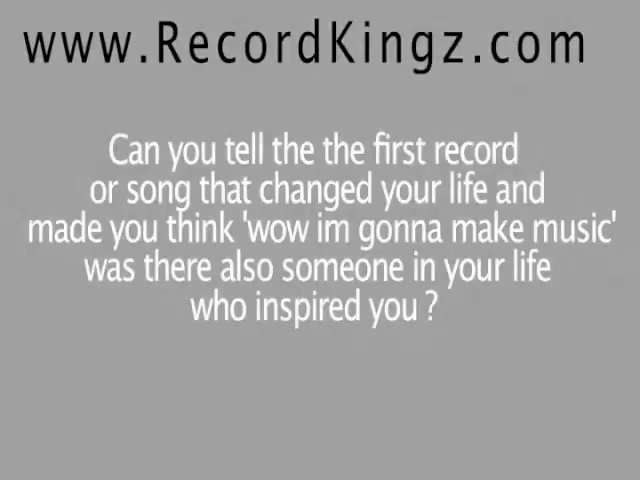 www.RecordKingz.com
Can you tell the the first record
or song that changed your life and
made you think 'wow im gonna make music'
was there also someone in your life
who inspired you ?